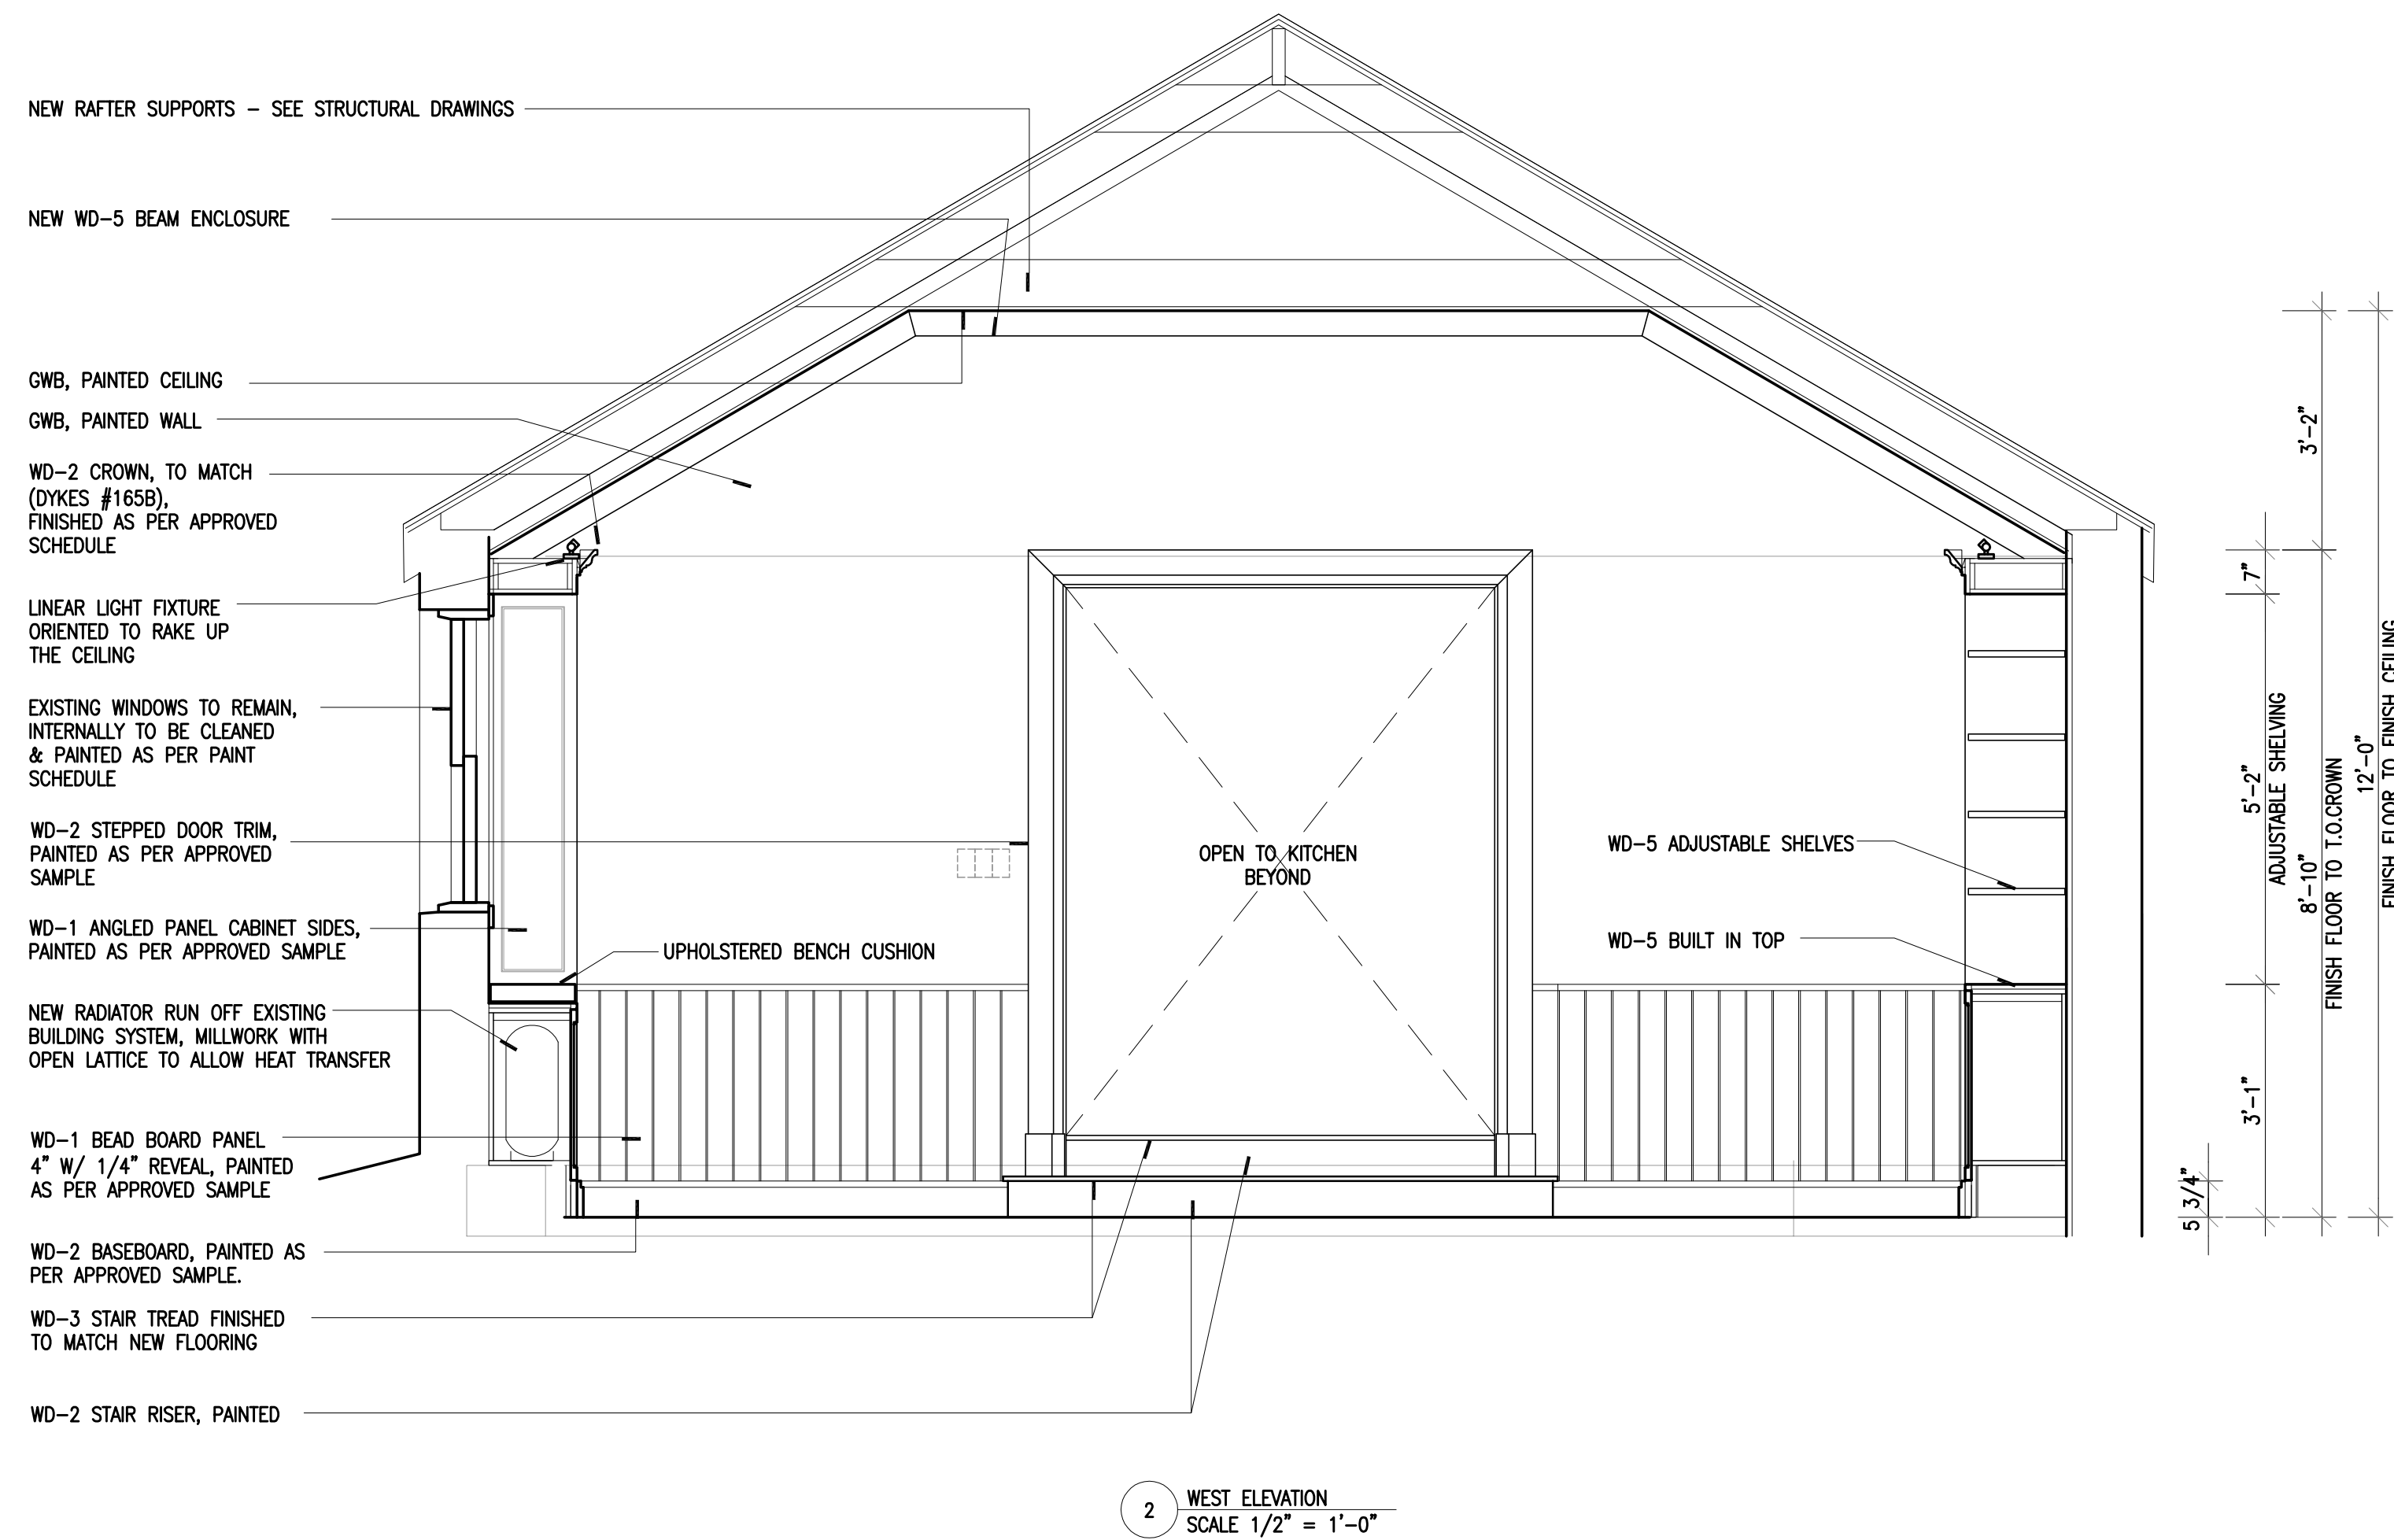 NEW RAFTER SUPPORTS - SEE STRUCTURAL DRAWINGS
NEW WD-5 BEAM ENCLOSURE
GWB, PAINTED CEILING
GWB, PAINTED WALL
WD-2 CROWN, TO MATCH
(DYKES #165B),
FINISHED AS PER APPROVED
SCHEDULE
LINEAR LIGHT FIXTURE
ORIENTED TO RAKE UP
THE CEILING
EXISTING WINDOWS TO REMAIN,
INTERNALLY TO BE CLEANED
& PAINTED AS PER PAINT
SCHEDULE
WD-2 STEPPED DOOR TRIM,
PAINTED AS PER APPROVED
SAMPLE
WD-1 ANGLED PANEL CABINET SIDES,
PAINTED AS PER APPROVED SAMPLE
NEW RADIATOR RUN OFF EXISTING
BUILDING SYSTEM, MILLWORK WITH
OPEN LATTICE TO ALLOW HEAT TRANSFER
WD-1 BEAD BOARD PANEL
4" W/ 1/4" REVEAL, PAINTED
AS PER APPROVED SAMPLE
WD-2 BASEBOARD, PAINTED AS
PER APPROVED SAMPLE.
WD-3 STAIR TREAD FINISHED
TO MATCH NEW FLOORING
WD-2 STAIR RISER, PAINTED
UPHOLSTERED BENCH CUSHION
OPEN TO KITCHEN
BEYOND
WD-5 ADJUSTABLE SHELVES
WD-5 BUILT IN TOP
5 3/4"
7"
5'-2"
ADJUSTABLE SHELVING
3'-1"
3'-2"
8'-10"
FINISH FLOOR TO T.O.CROWN
12'-0"
FINISH FLOOR TO FINISH CEILING
2
WEST ELEVATION
SCALE 1/2" = 1'-0"